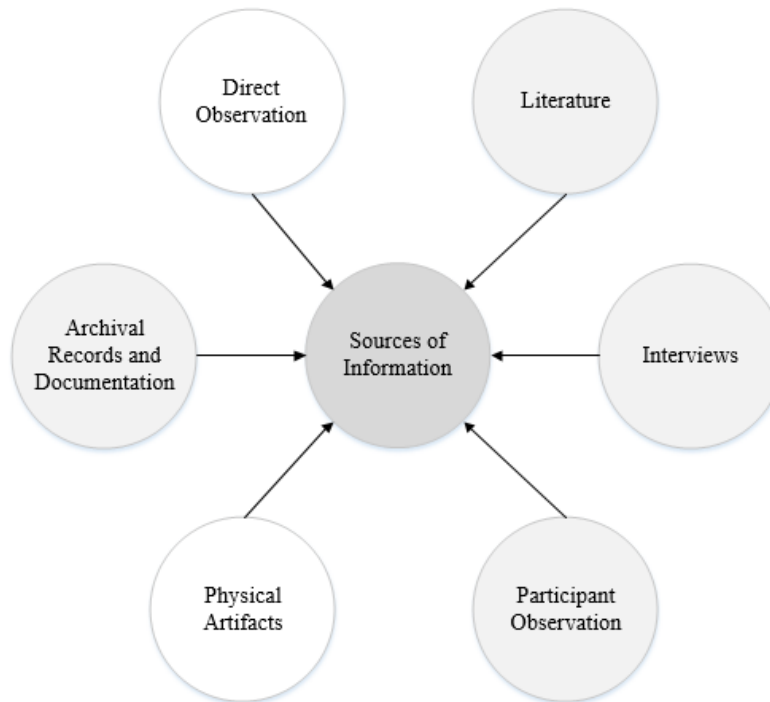 Direct
Observation
Literature
Archival
Records and
Documentation
Sources of
Information
Interviews
Physical
Artifacts
Participant
Observation